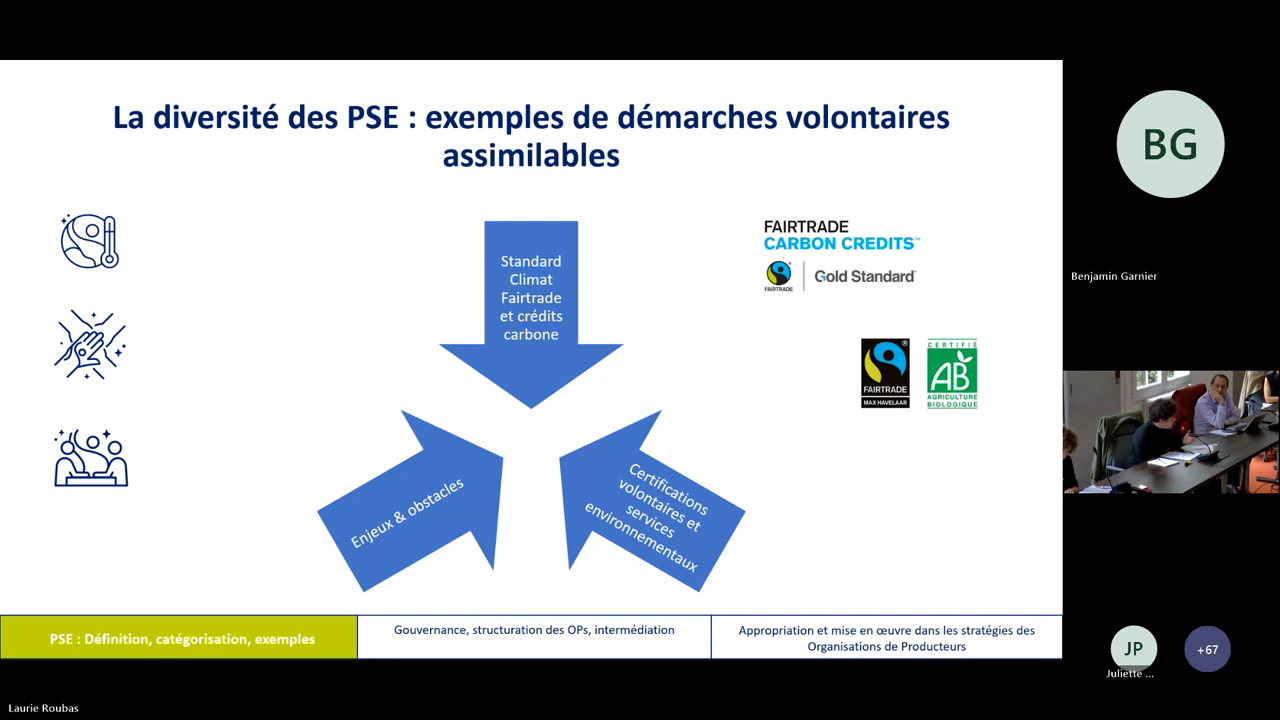 La diversité des PSE : exemples de démarches volontaires
assimilables
Standard
Climat
Fairtrade
et crédits
carbone
Enjeux & obstacles
Certifications
volontaires et
services
environnementaux
FAIRTRADE
CARBON CREDITS™
FAIRTRADE
Gold Standard®
FAIRTRADE
MAX HAVELAAR
CERTIFIÉ
AB
AGRICULTURE
BIOLOGIQUE
PSE : Définition, catégorisation, exemples
Gouvernance, structuration des OPs, intermédiation
Appropriation et mise en œuvre dans les stratégies des
Organisations de Producteurs
BG
Benjamin Garnier
JP
Juliette ...
+67
Laurie Roubas